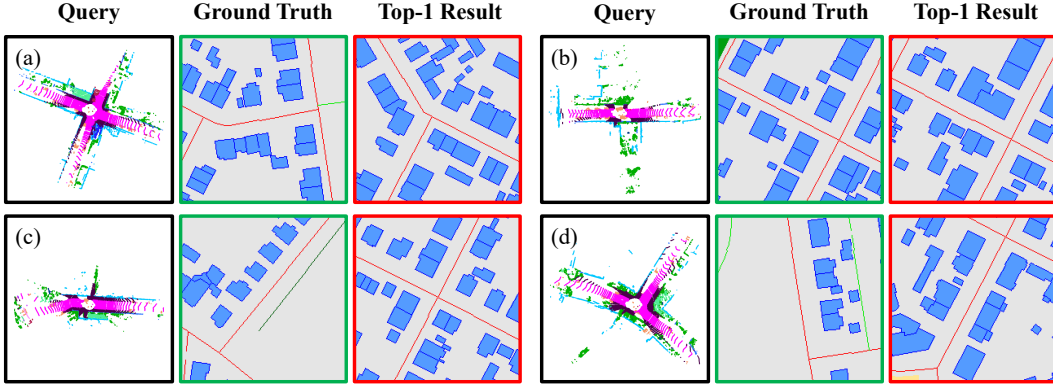 Query Ground Truth Top-1 Result Query Ground Truth Top-1 Result
(a) (b)
(c) (d)